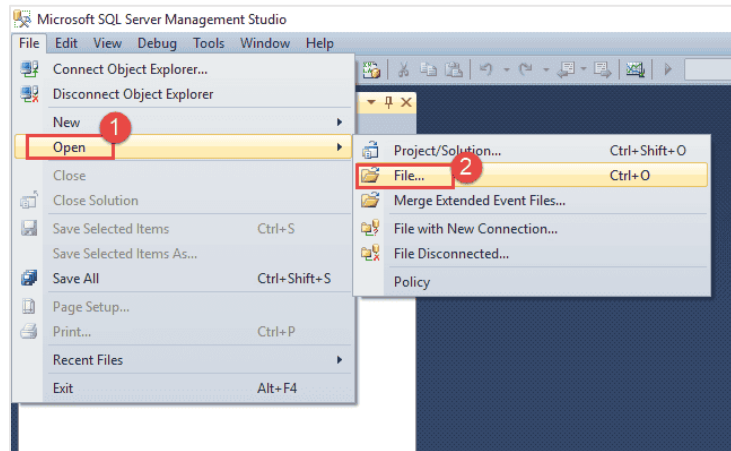 Microsoft SQL Server Management Studio
File Edit View Debug Tools Window Help
Connect Object Explorer...
Disconnect Object Explorer
New
1
Open
Close
Close Solution
Save Selected Items Ctrl+S
Save Selected Items As...
Save All Ctrl+Shift+S
Page Setup...
Print... Ctrl+P
Recent Files
Exit Alt+F4
Project/Solution... Ctrl+Shift+O
2
File... Ctrl+O
Merge Extended Event Files...
File with New Connection...
File Disconnected...
Policy